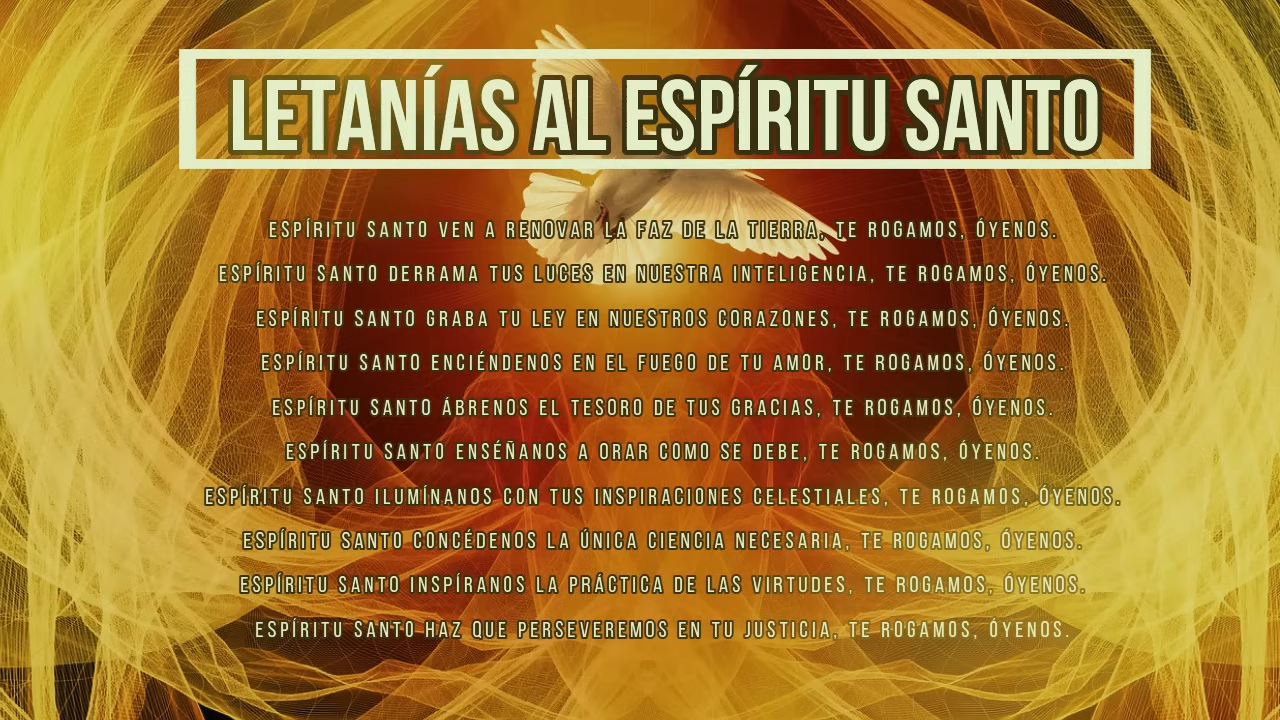 LETANÍAS AL ESPÍRITU SANTO
ESPÍRITU SANTO VEN A RENOVAR LA FAZ DE LA TIERRA, TE ROGAMOS, ÓYENOS.
ESPÍRITU SANTO DERRAMA TUS LUCES EN NUESTRA INTELIGENCIA, TE ROGAMOS, ÓYENOS.
ESPÍRITU SANTO GRABA TU LEY EN NUESTROS CORAZONES, TE ROGAMOS, ÓYENOS.
ESPÍRITU SANTO ENCIÉNDENOS EN EL FUEGO DE TU AMOR, TE ROGAMOS, ÓYENOS.
ESPÍRITU SANTO ÁBRENOS EL TESORO DE TUS GRACIAS, TE ROGAMOS, ÓYENOS.
ESPÍRITU SANTO ENSÉÑANOS A ORAR COMO SE DEBE, TE ROGAMOS, ÓYENOS.
ESPÍRITU SANTO ILUMÍNANOS CON TUS INSPIRACIONES CELESTIALES, TE ROGAMOS, ÓYENOS.
ESPÍRITU SANTO CONCÉDENOS LA ÚNICA CIENCIA NECESARIA, TE ROGAMOS, ÓYENOS.
ESPÍRITU SANTO INSPÍRANOS LA PRÁCTICA DE LAS VIRTUDES, TE ROGAMOS, ÓYENOS.
ESPÍRITU SANTO HAZ QUE PERSEVEREMOS EN TU JUSTICIA, TE ROGAMOS, ÓYENOS.